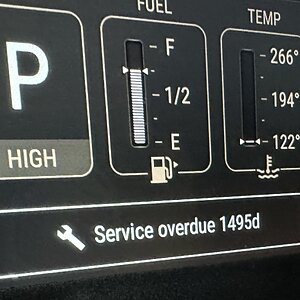 FUEL
TEMP
P
HIGH
F
1/2
E
266°
194°
122°
Service overdue 1495d